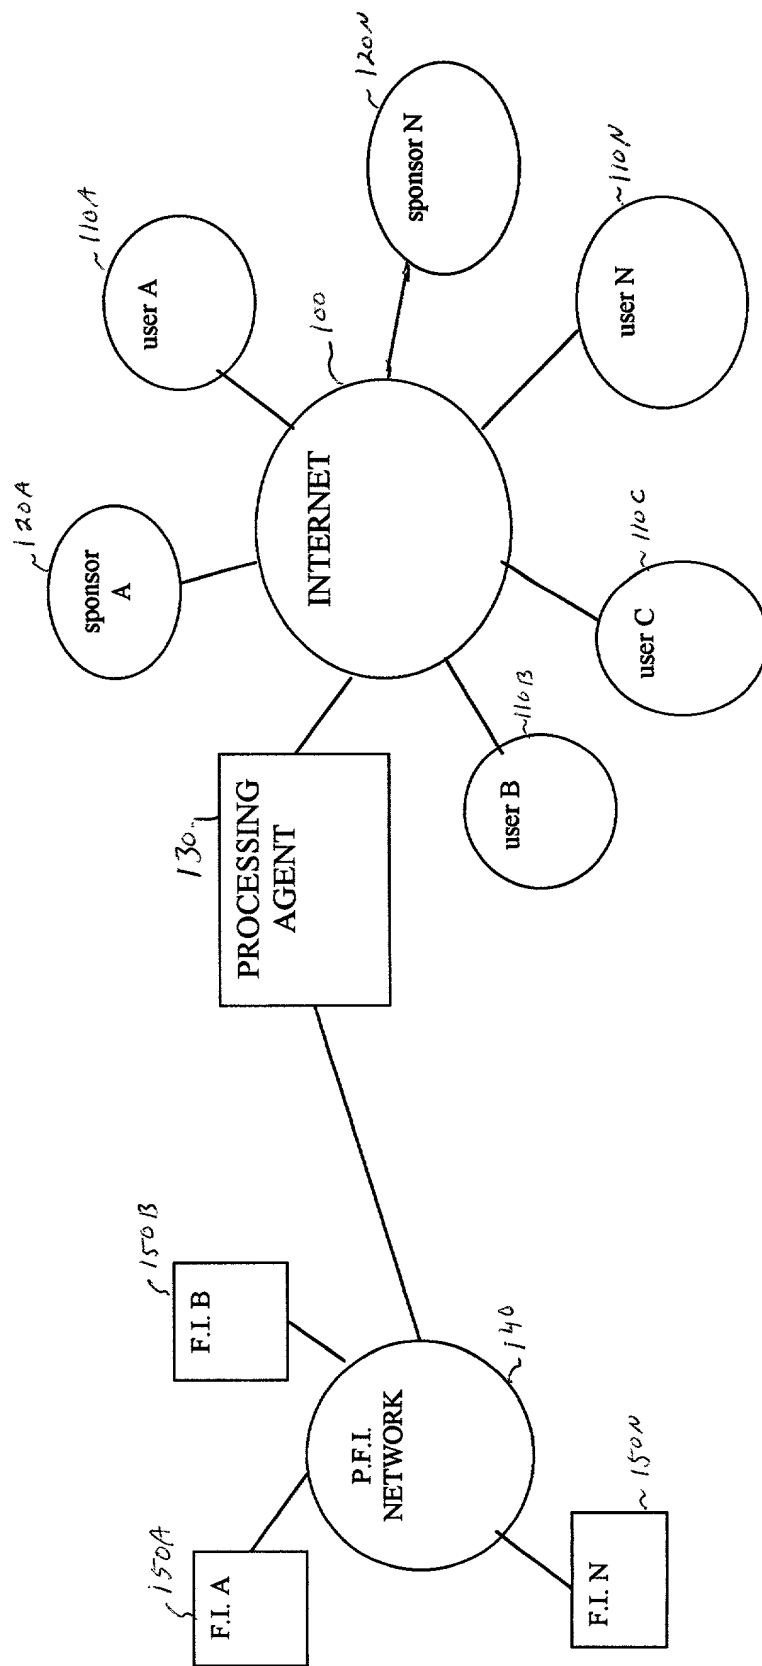 120A
sponsor
A
110A
user A
120N
sponsor N
100
INTERNET
110N
user N
110C
user C
110B
user B
130
PROCESSING
AGENT
150B
F.I. B
150A
F.I. A
140
P.F.I.
NETWORK
150N
F.I. N